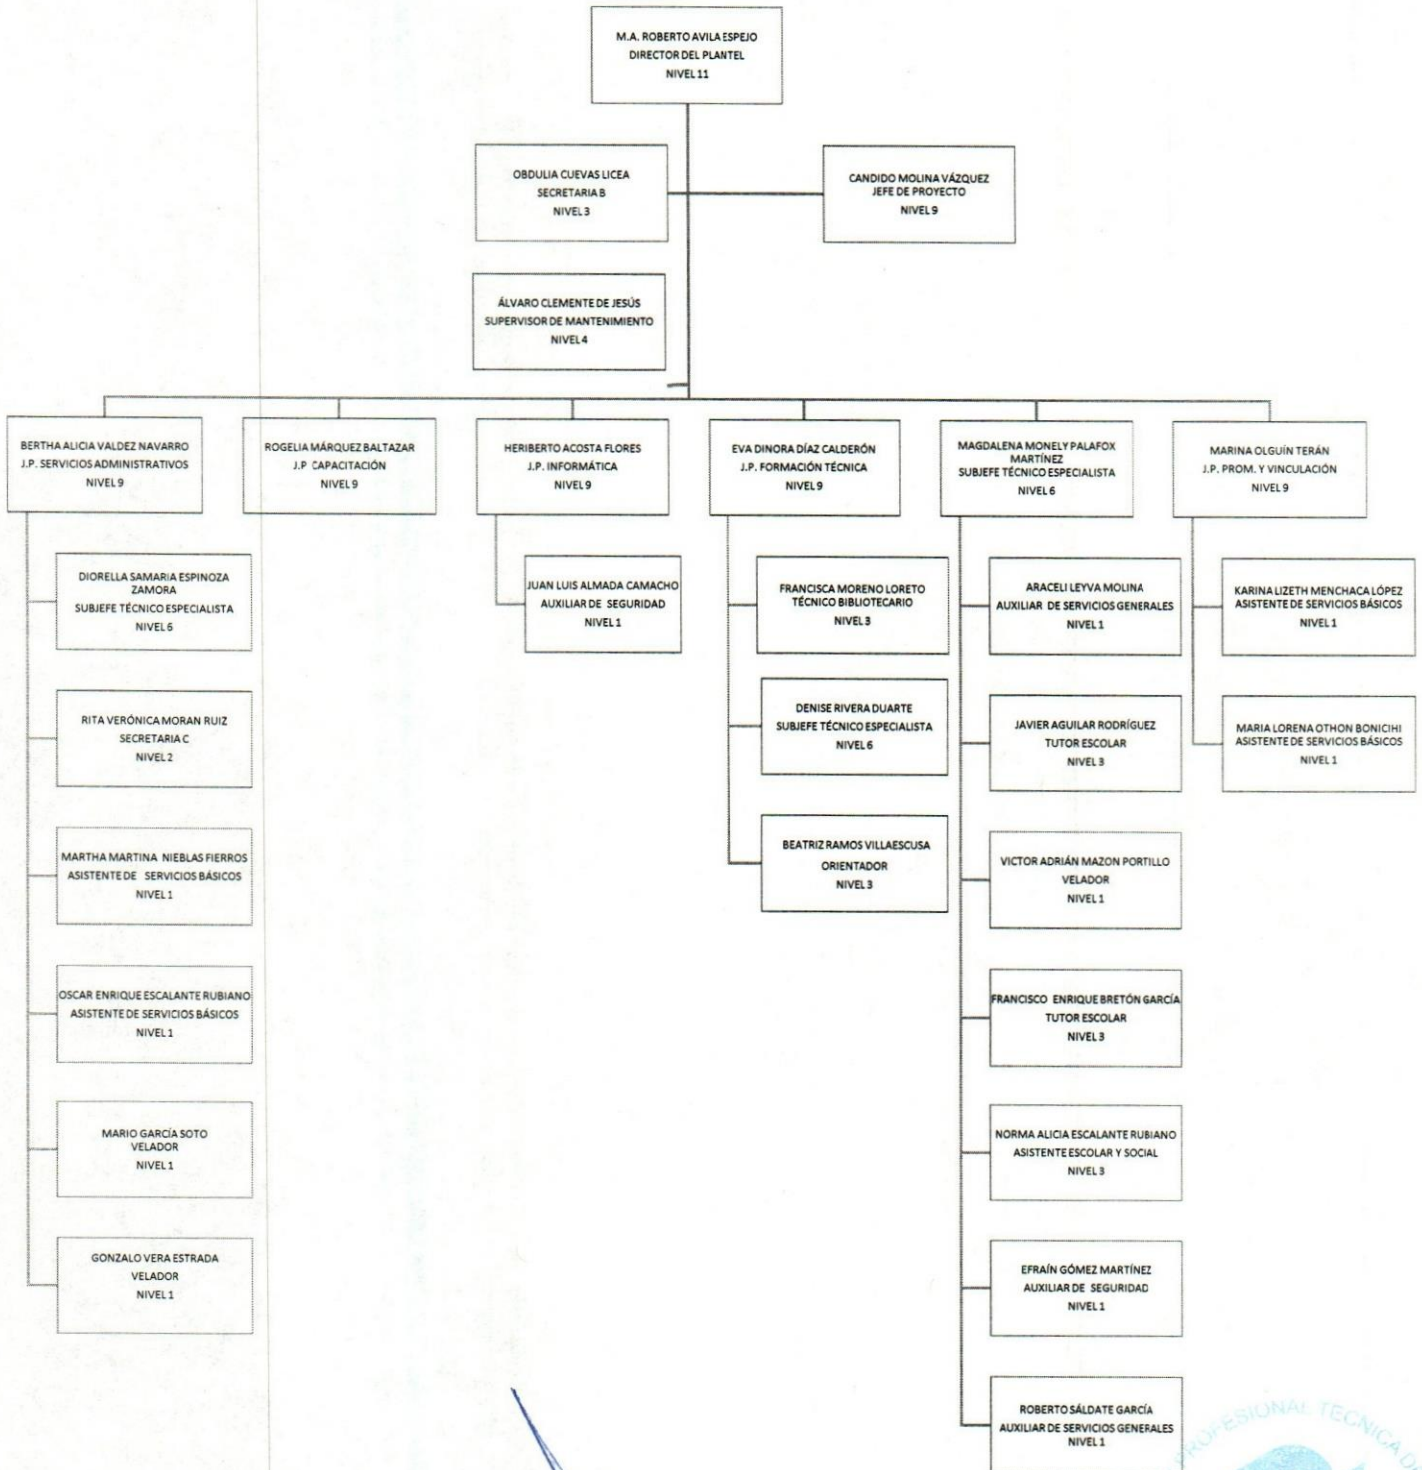 M.A. ROBERTO AVILA ESPEJO
DIRECTOR DEL PLANTEL
NIVEL 11
OBDULIA CUEVAS LICEA
SECRETARIA B
NIVEL 3
CANDIDO MOLINA VÁZQUEZ
JEFE DE PROYECTO
NIVEL 9
ÁLVARO CLEMENTE DE JESÚS
SUPERVISOR DE MANTENIMIENTO
NIVEL 4
BERTHA ALICIA VALDEZ NAVARRO
J.P. SERVICIOS ADMINISTRATIVOS
NIVEL 9
ROGELIA MÁRQUEZ BALTAZAR
J.P CAPACITACIÓN
NIVEL 9
HERIBERTO ACOSTA FLORES
J.P. INFORMÁTICA
NIVEL 9
EVA DINORA DÍAZ CALDERÓN
J.P. FORMACIÓN TÉCNICA
NIVEL 9
MAGDALENA MONELY PALAFOX
MARTÍNEZ
SUBJEFE TÉCNICO ESPECIALISTA
NIVEL 6
MARINA OLGUÍN TERÁN
J.P. PROM. Y VINCULACIÓN
NIVEL 9
DIORELLA SAMARIA ESPINOZA
ZAMORA
SUBJEFE TÉCNICO ESPECIALISTA
NIVEL 6
RITA VERÓNICA MORAN RUIZ
SECRETARIA C
NIVEL 2
MARTHA MARTINA NIEBLAS FIERROS
ASISTENTE DE SERVICIOS BÁSICOS
NIVEL 1
OSCAR ENRIQUE ESCALANTE RUBIANO
ASISTENTE DE SERVICIOS BÁSICOS
NIVEL 1
MARIO GARCÍA SOTO
VELADOR
NIVEL 1
GONZALO VERA ESTRADA
VELADOR
NIVEL 1
JUAN LUIS ALMADA CAMACHO
AUXILIAR DE SEGURIDAD
NIVEL 1
FRANCISCA MORENO LORETO
TÉCNICO BIBLIOTECARIO
NIVEL 3
DENISE RIVERA DUARTE
SUBJEFE TÉCNICO ESPECIALISTA
NIVEL 6
BEATRIZ RAMOS VILLAESCUSA
ORIENTADOR
NIVEL 3
ARACELI LEYVA MOLINA
AUXILIAR DE SERVICIOS GENERALES
NIVEL 1
JAVIER AGUILAR RODRÍGUEZ
TUTOR ESCOLAR
NIVEL 3
VICTOR ADRIÁN MAZON PORTILLO
VELADOR
NIVEL 1
FRANCISCO ENRIQUE BRETÓN GARCÍA
TUTOR ESCOLAR
NIVEL 3
NORMA ALICIA ESCALANTE RUBIANO
ASISTENTE ESCOLAR Y SOCIAL
NIVEL 3
EFRAÍN GÓMEZ MARTÍNEZ
AUXILIAR DE SEGURIDAD
NIVEL 1
ROBERTO SÁLDATE GARCÍA
AUXILIAR DE SERVICIOS GENERALES
NIVEL 1
KARINA LIZETH MENCHACA LÓPEZ
ASISTENTE DE SERVICIOS BÁSICOS
NIVEL 1
MARIA LORENA OTHON BONICIHI
ASISTENTE DE SERVICIOS BÁSICOS
NIVEL 1
PROFESIONAL TECNICA